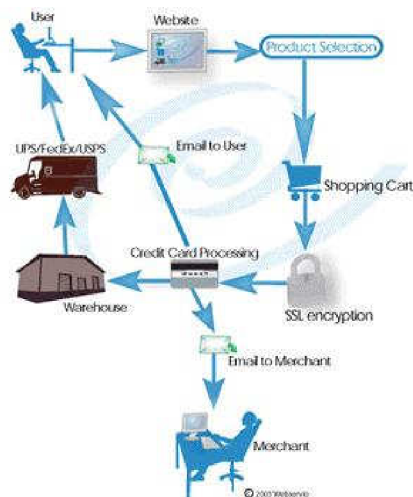 User
Website
Product Selection
UPS/FedEx/USPS
Email to User
Shopping Cart
Credit Card Processing
Warehouse
SSL encryption
Email to Merchant
Merchant
© 2003